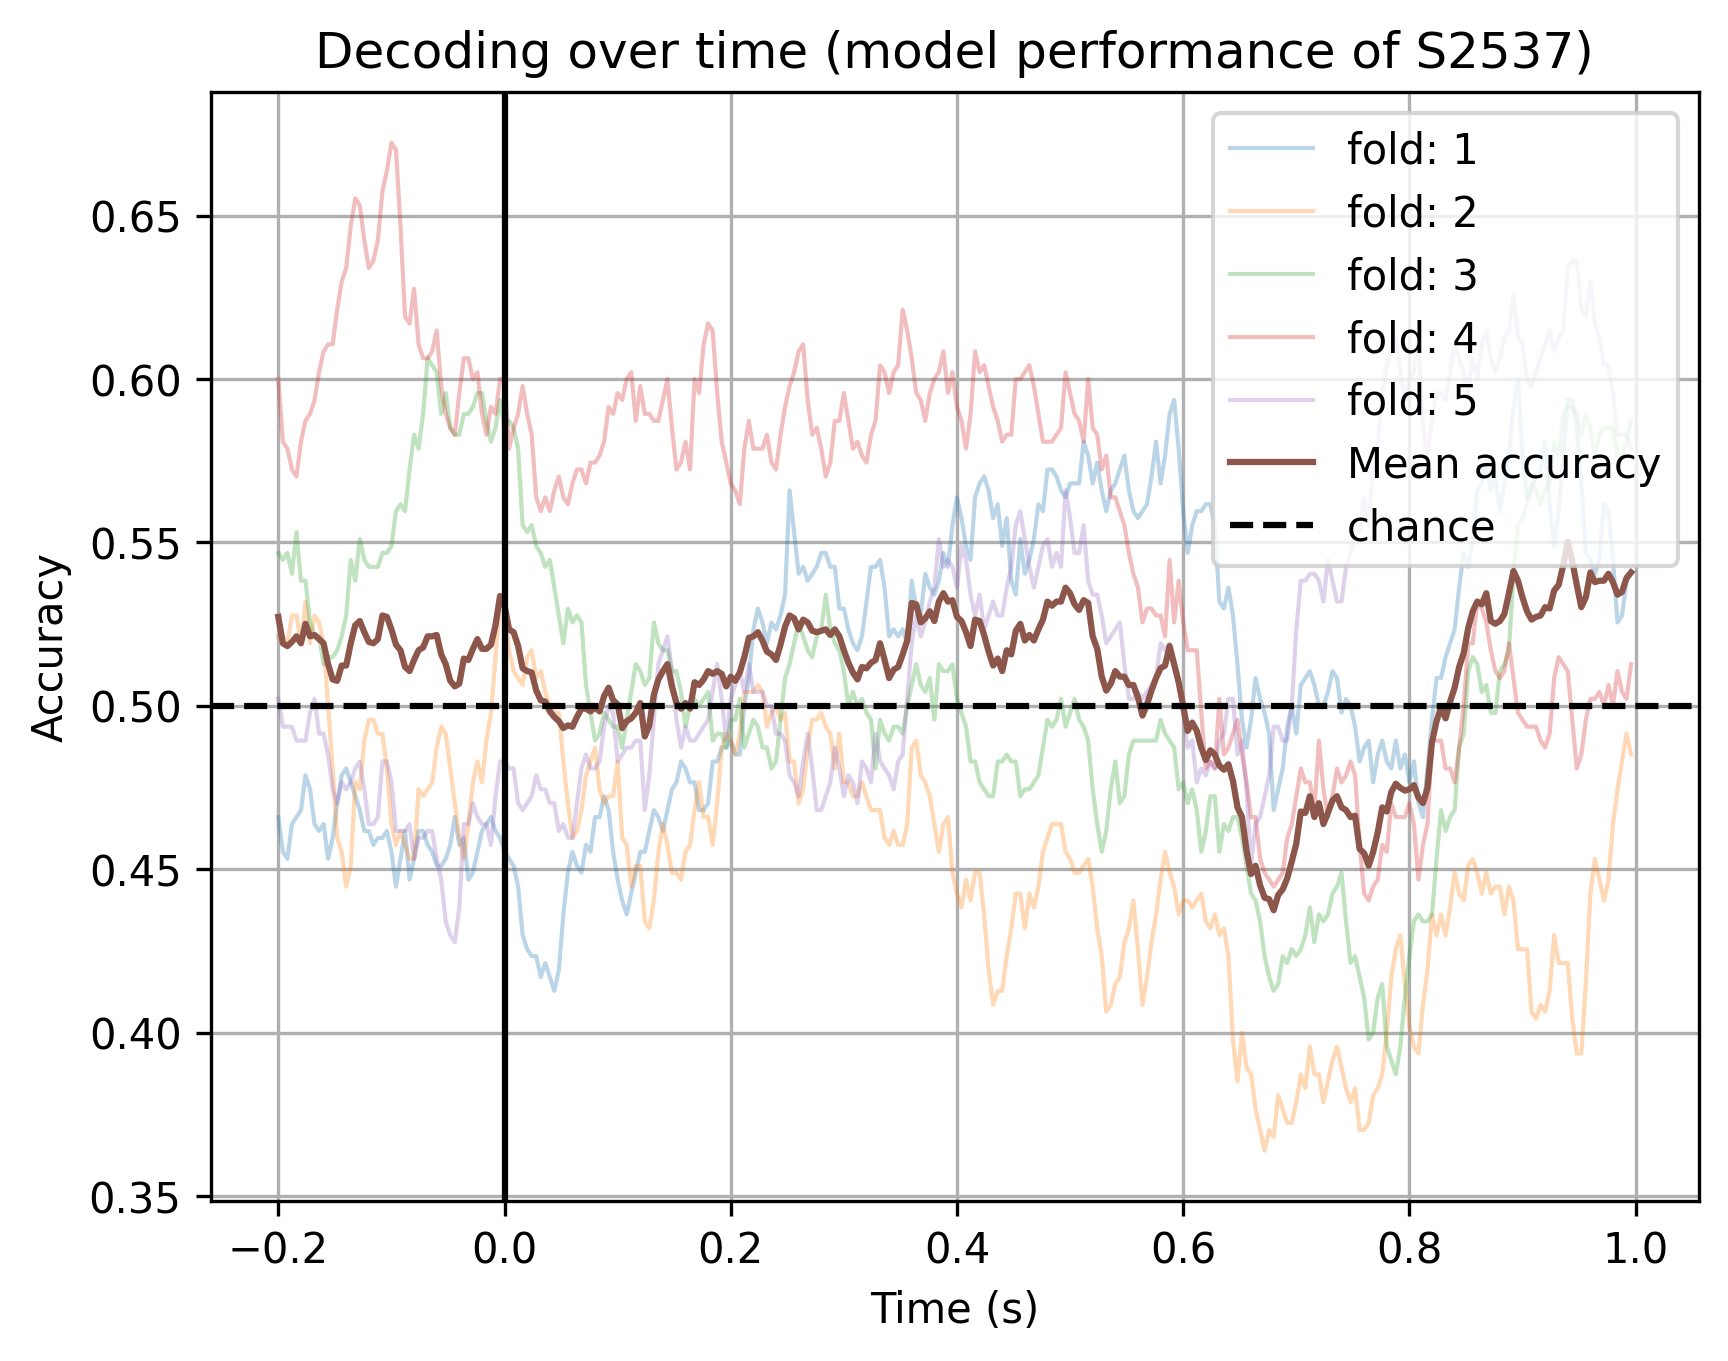 Decoding over time (model performance of S2537)
fold: 1
fold: 2
fold: 3
fold: 4
fold: 5
Mean accuracy
chance
Accuracy
0.65
0.60
0.55
0.50
0.45
0.40
0.35
−0.2 0.0 0.2 0.4 0.6 0.8 1.0
Time (s)